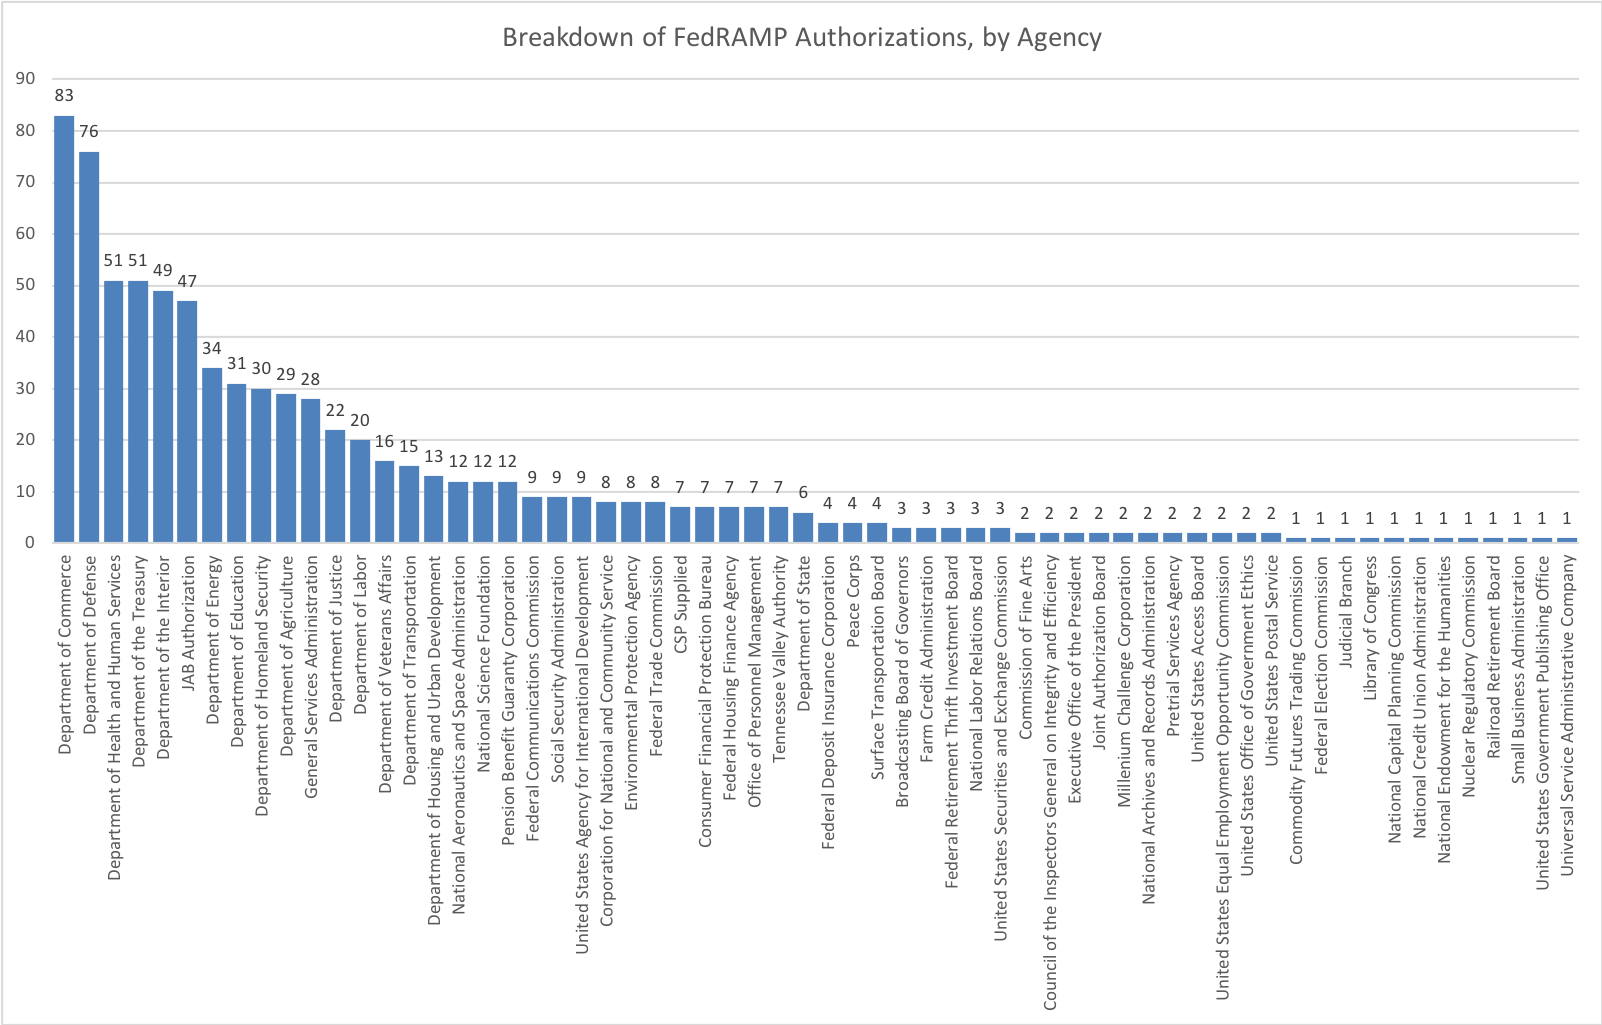 Breakdown of FedRAMP Authorizations, by Agency
90
80
70
60
50
40
30
20
10
0
83
76
51
51
49
47
34
31
30
29
28
22
20
16
15
13
12
12
12
9
9
9
8
8
8
7
7
7
7
7
6
4
4
4
3
3
3
3
3
2
2
2
2
2
2
2
2
2
2
2
1
1
1
1
1
1
1
1
1
1
1
1
Department of Commerce
Department of Defense
Department of Health and Human Services
Department of the Treasury
Department of the Interior
JAB Authorization
Department of Energy
Department of Education
Department of Homeland Security
Department of Agriculture
General Services Administration
Department of Justice
Department of Labor
Department of Veterans Affairs
Department of Transportation
Department of Housing and Urban Development
National Aeronautics and Space Administration
National Science Foundation
Pension Benefit Guaranty Corporation
Federal Communications Commission
Social Security Administration
United States Agency for International Development
Corporation for National and Community Service
Environmental Protection Agency
Federal Trade Commission
CSP Supplied
Consumer Financial Protection Bureau
Federal Housing Finance Agency
Office of Personnel Management
Tennessee Valley Authority
Department of State
Federal Deposit Insurance Corporation
Peace Corps
Surface Transportation Board
Broadcasting Board of Governors
Farm Credit Administration
Federal Retirement Thrift Investment Board
National Labor Relations Board
United States Securities and Exchange Commission
Commission of Fine Arts
Council of the Inspectors General on Integrity and Efficiency
Executive Office of the President
Joint Authorization Board
Millenium Challenge Corporation
National Archives and Records Administration
Pretrial Services Agency
United States Access Board
United States Equal Employment Opportunity Commission
United States Office of Government Ethics
United States Postal Service
Commodity Futures Trading Commission
Federal Election Commission
Judicial Branch
Library of Congress
National Capital Planning Commission
National Credit Union Administration
National Endowment for the Humanities
Nuclear Regulatory Commission
Railroad Retirement Board
Small Business Administration
United States Government Publishing Office
Universal Service Administrative Company